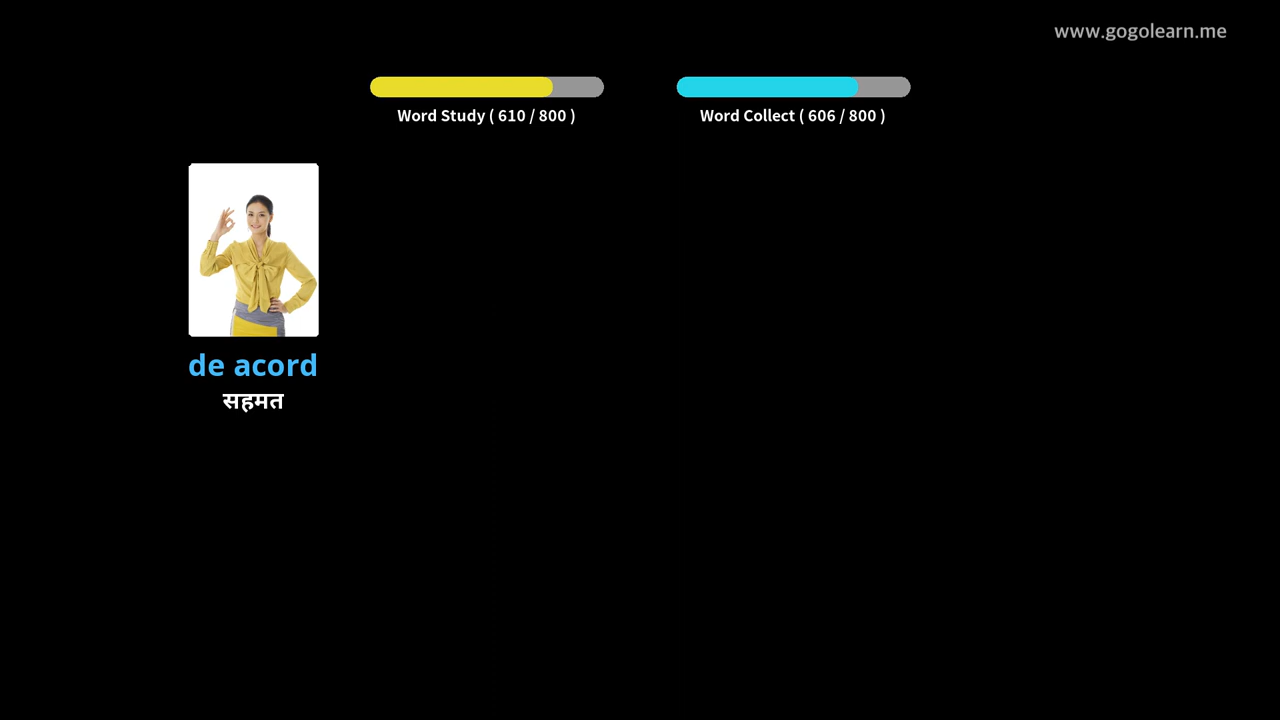 www.gogolearn.me
Word Study ( 610 / 800 )
Word Collect ( 606 / 800 )
de acord
सहमत